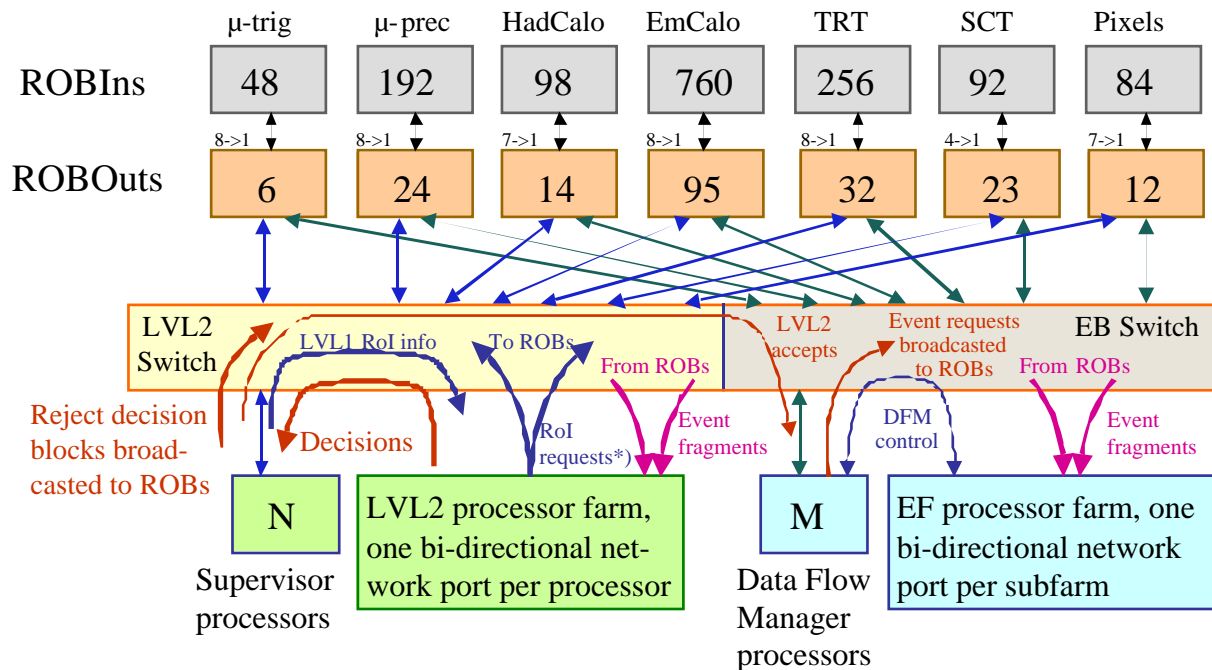 μ-trig μ-prec HadCalo EmCalo TRT SCT Pixels
ROBIns 48 192 98 760 256 92 84
8->1 8->1 7->1 8->1 8->1 4->1 7->1
ROBOuts 6 24 14 95 32 23 12
LVL2
Switch
LVL1 RoI info
To ROBs
From ROBs
LVL2
accepts
Event requests
broadcasted
to ROBs
EB Switch
From ROBs
Reject decision
blocks broad-
casted to ROBs
Decisions
RoI
requests*)
Event
fragments
DFM
control
Event
fragments
N
Supervisor
processors
LVL2 processor farm,
one bi-directional net-
work port per processor
M
Data Flow
Manager
processors
EF processor farm, one
bi-directional network
port per subfarm